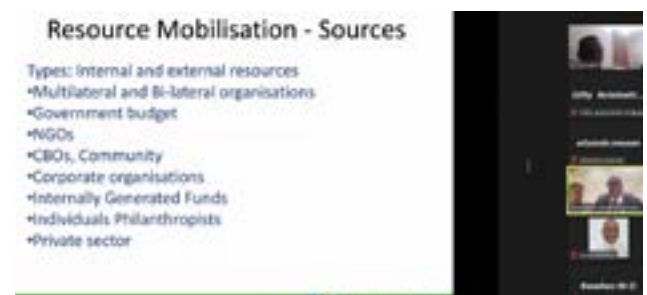 Resource Mobilisation - Sources
Types: Internal and external resources
•Multilateral and Bi-lateral organisations
•Government budget
•NGOs
•CBOs, Community
•Corporate organisations
•Internally Generated Funds
•Individuals Philanthropists
•Private sector